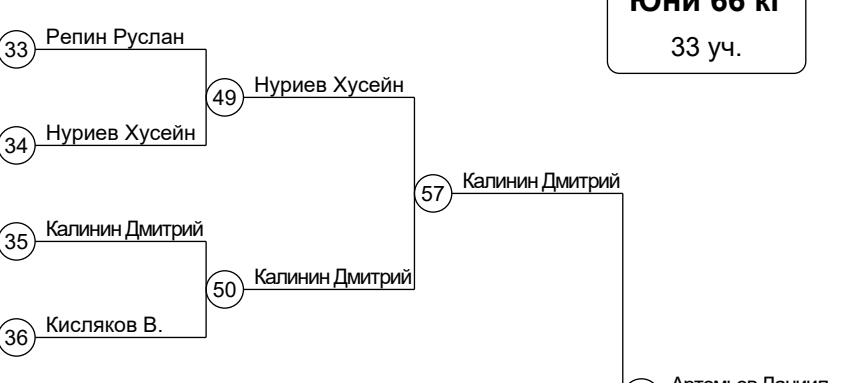 Юни 66 кг
33 уч.
33 Репин Руслан
49 Нуриев Хусейн
34 Нуриев Хусейн
57 Калинин Дмитрий
35 Калинин Дмитрий
50 Калинин Дмитрий
36 Кисляков В.